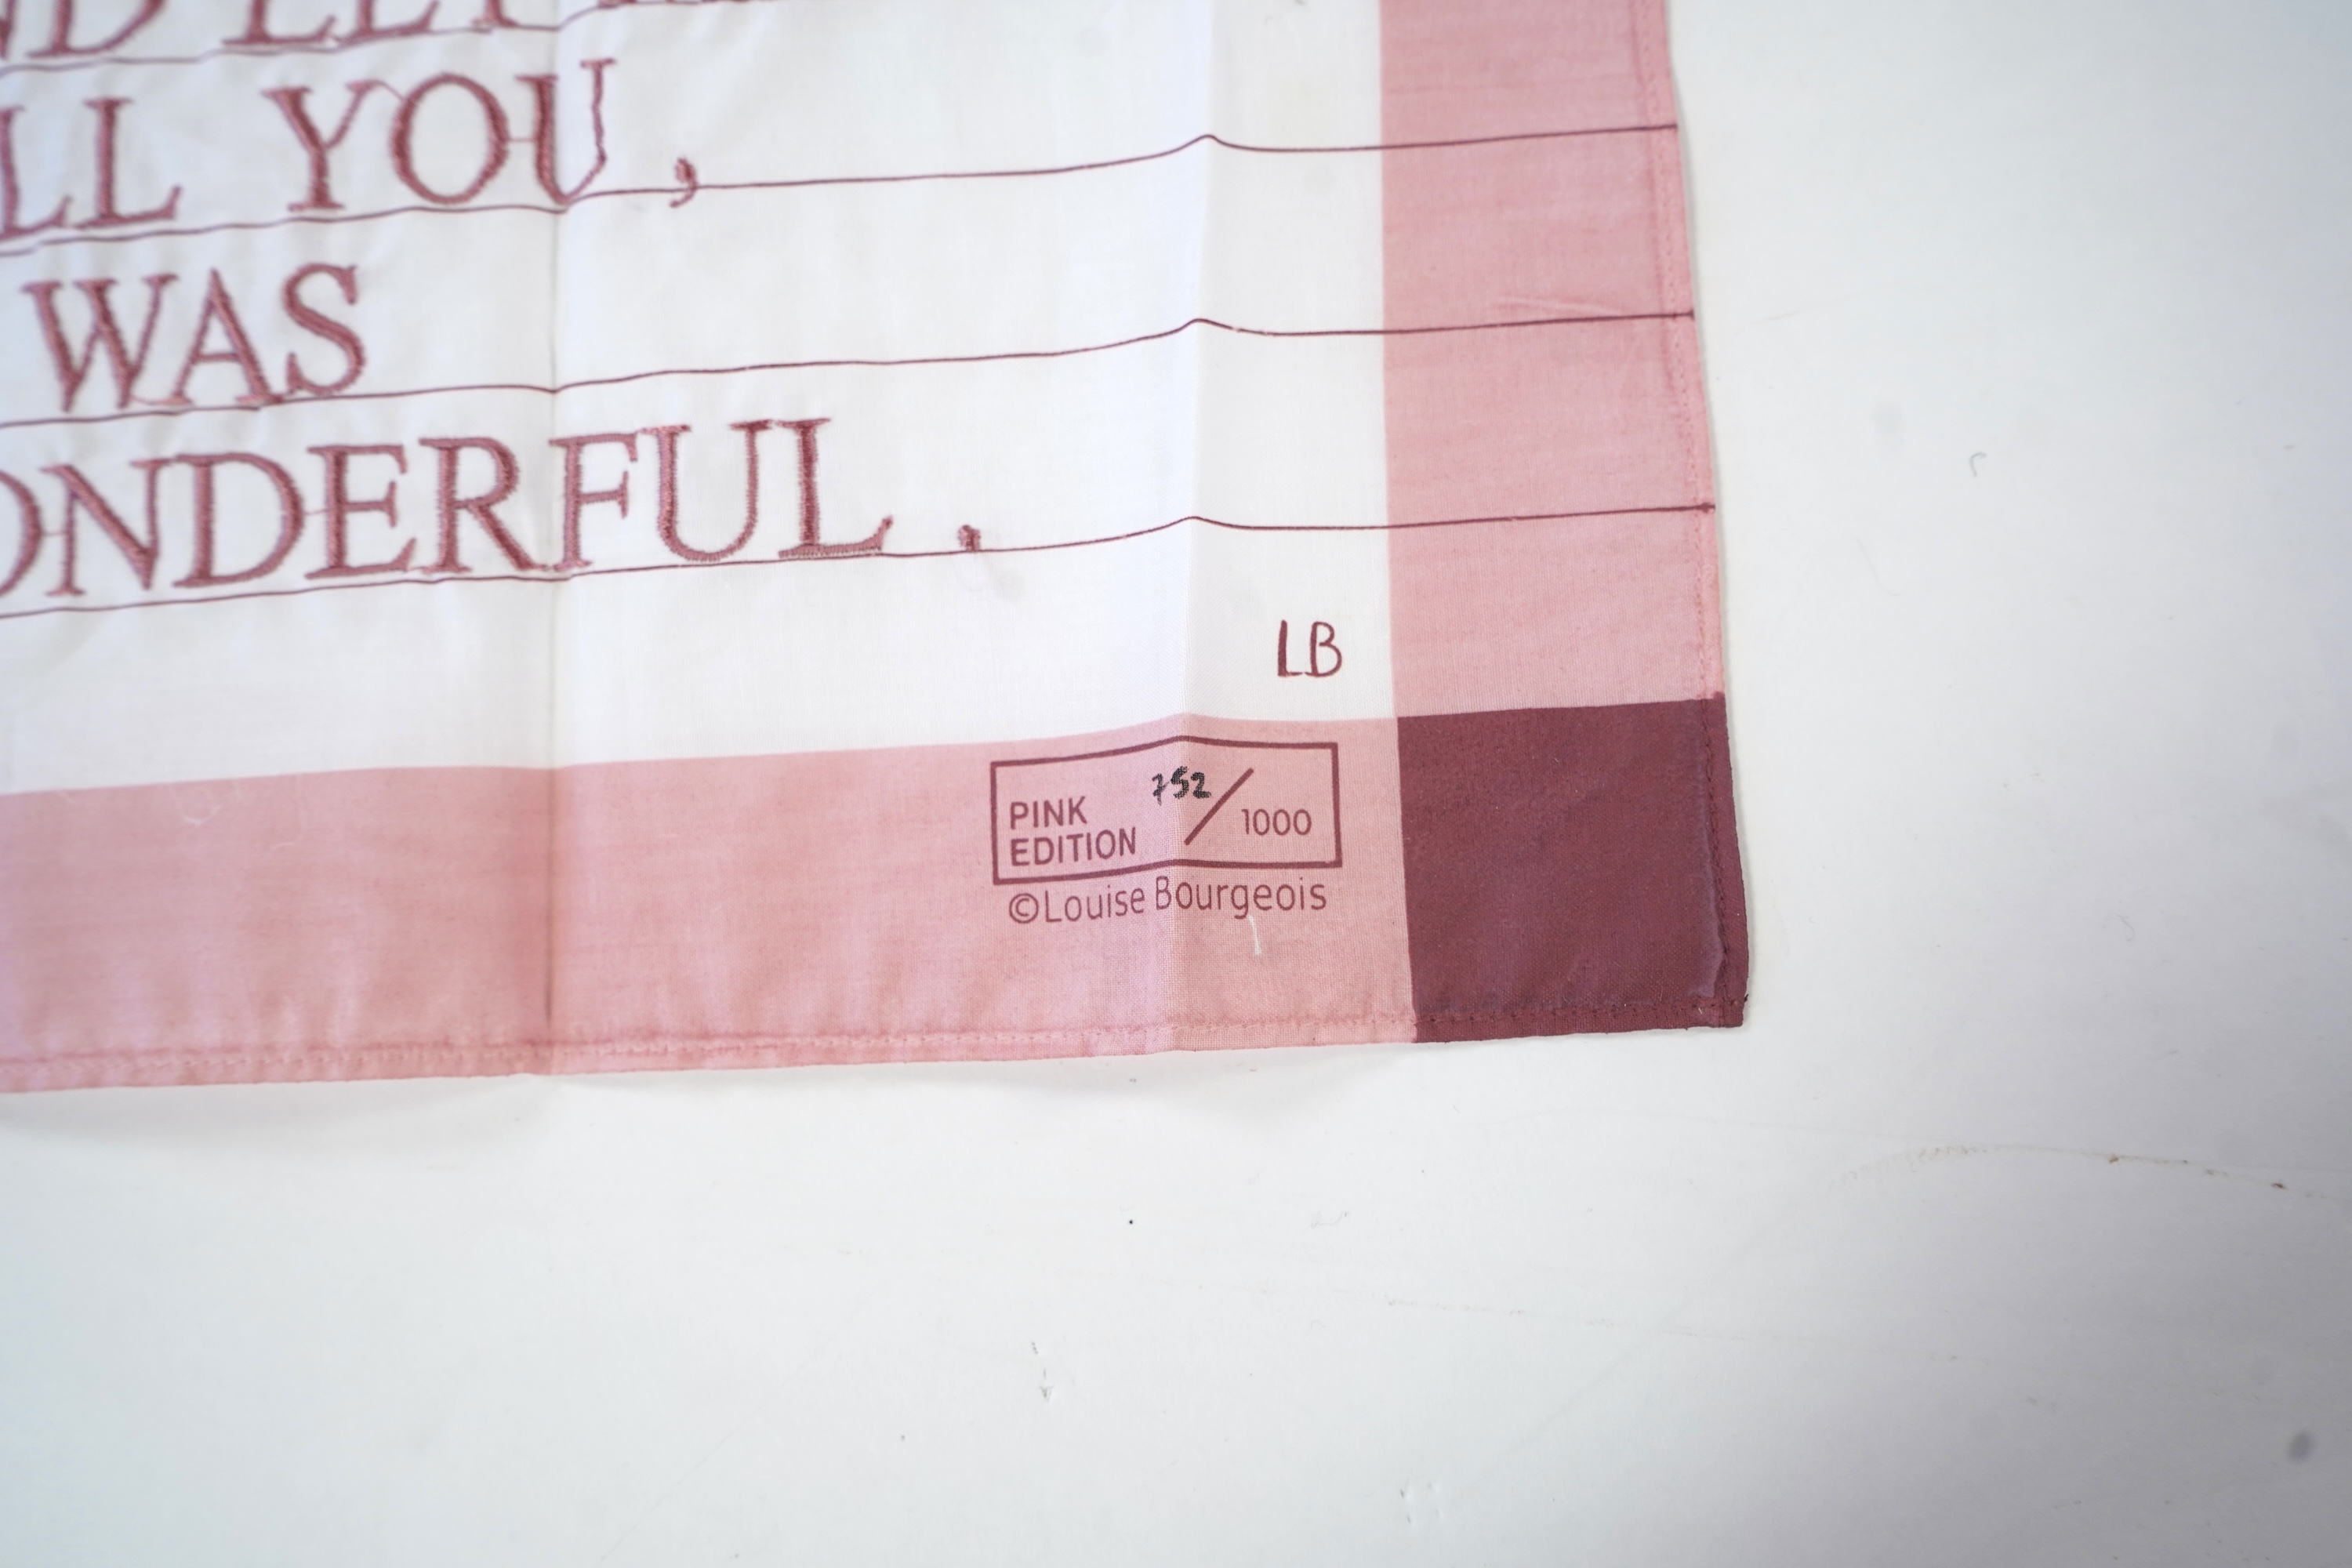 LL YOU,
WAS
ONDERFUL.
LB
PINK 752/1000
EDITION
©Louise Bourgeois